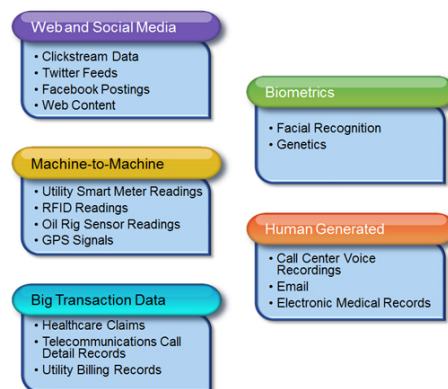 Web and Social Media
• Clickstream Data
• Twitter Feeds
• Facebook Postings
• Web Content
Machine-to-Machine
• Utility Smart Meter Readings
• RFID Readings
• Oil Rig Sensor Readings
• GPS Signals
Big Transaction Data
• Healthcare Claims
• Telecommunications Call
Detail Records
• Utility Billing Records
Biometrics
• Facial Recognition
• Genetics
Human Generated
• Call Center Voice
Recordings
• Email
• Electronic Medical Records